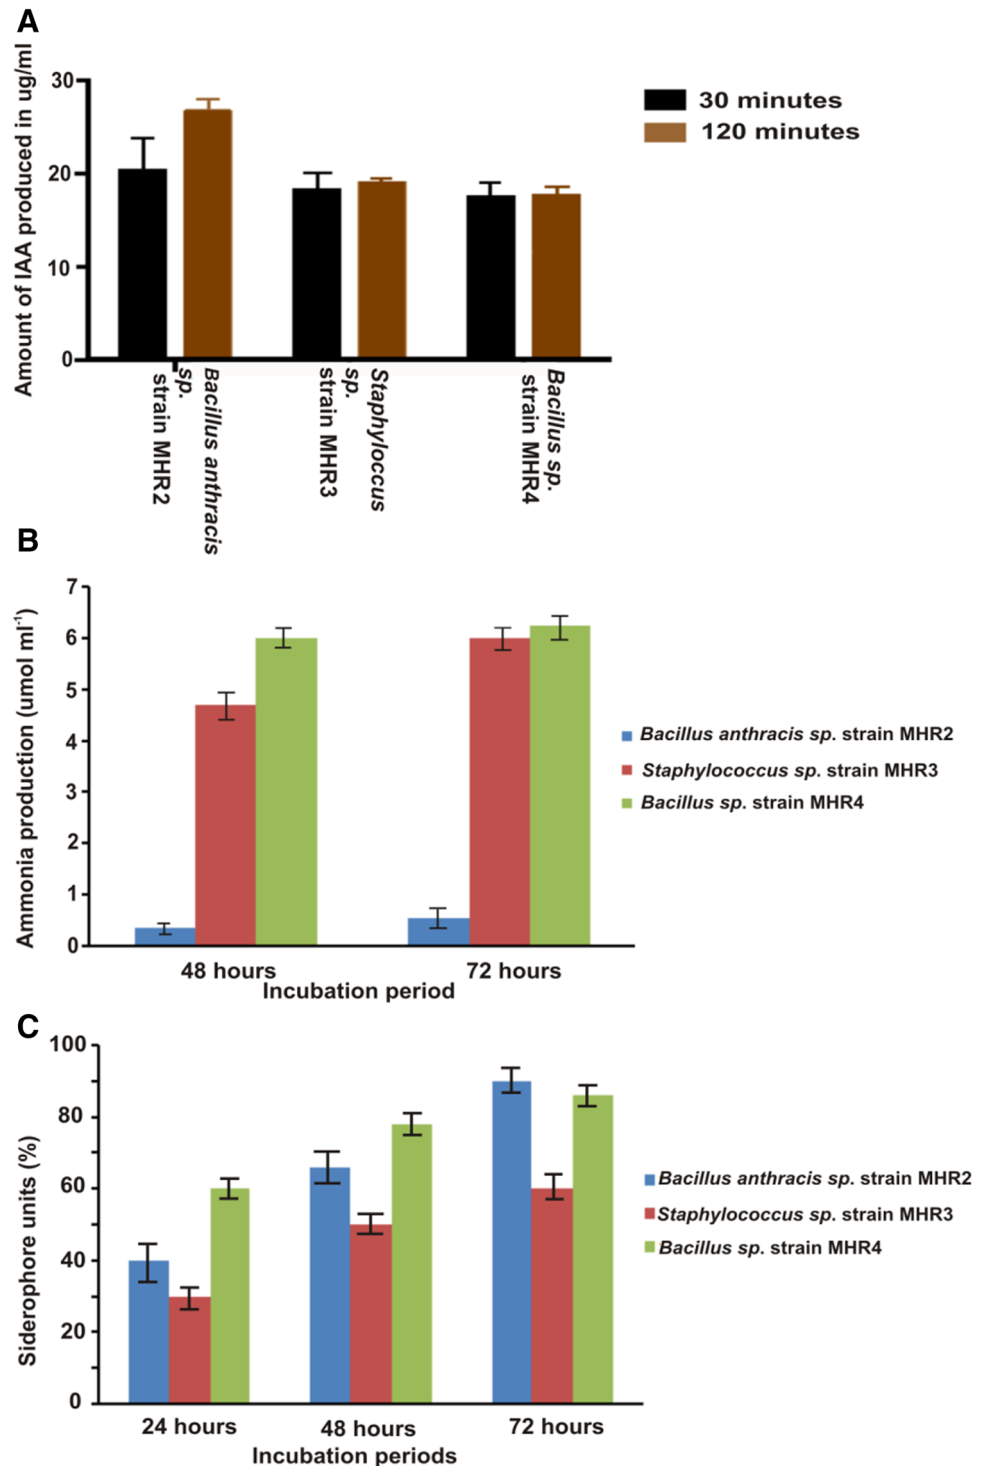 A
Amount of IAA produced in ug/ml
30
20
10
0
30 minutes
120 minutes
Bacillus anthracis
sp.
strain MHR2
Staphyloccus
sp.
strain MHR3
Bacillus sp.
strain MHR4
B
Ammonia production (umol ml-1)
7
6
5
4
3
2
1
0
48 hours
72 hours
Incubation period
Bacillus anthracis sp. strain MHR2
Staphylococcus sp. strain MHR3
Bacillus sp. strain MHR4
C
Siderophore units (%)
100
80
60
40
20
0
24 hours
48 hours
72 hours
Incubation periods
Bacillus anthracis sp. strain MHR2
Staphylococcus sp. strain MHR3
Bacillus sp. strain MHR4